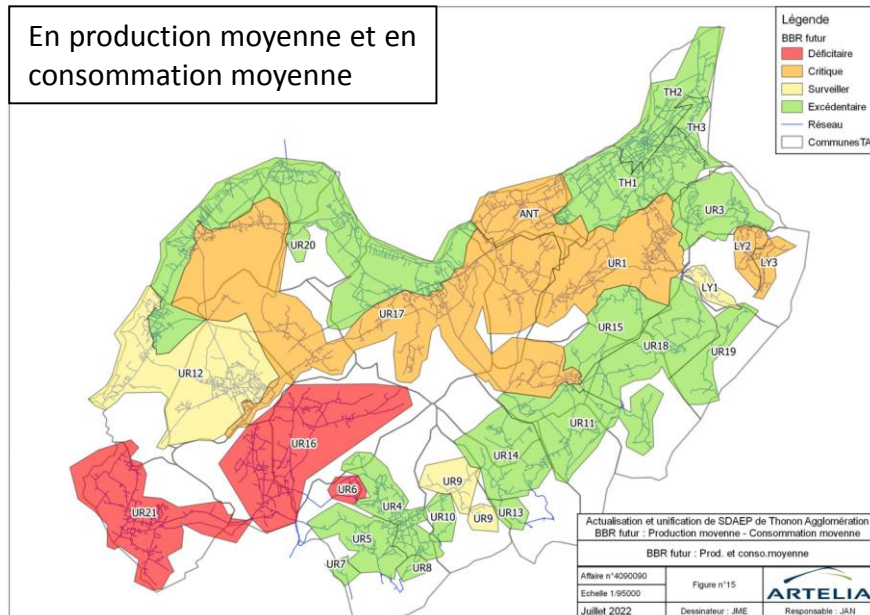 En production moyenne et en
consommation moyenne
Légende
BBR futur
Déficitaire
Critique
Surveiller
Excédentaire
Réseau
CommunesTA
TH2
TH3
TH1
ANT
UR3
UR20
LY2
LY3
UR1
LY1
UR17
UR15
UR18
UR19
UR12
UR11
UR16
UR14
UR6
UR9
UR4
UR21
UR10
UR9
UR13
UR5
UR7
UR8
Actualisation et unification de SDAEP de Thonon Agglomération
BBR futur : Production moyenne - Consommation moyenne
BBR futur : Prod. et conso.moyenne
Affaire n°4090090
Figure n°15
Echelle 1/95000
ARTELIA
Juillet 2022
Dessinateur : JME
Responsable : JAN